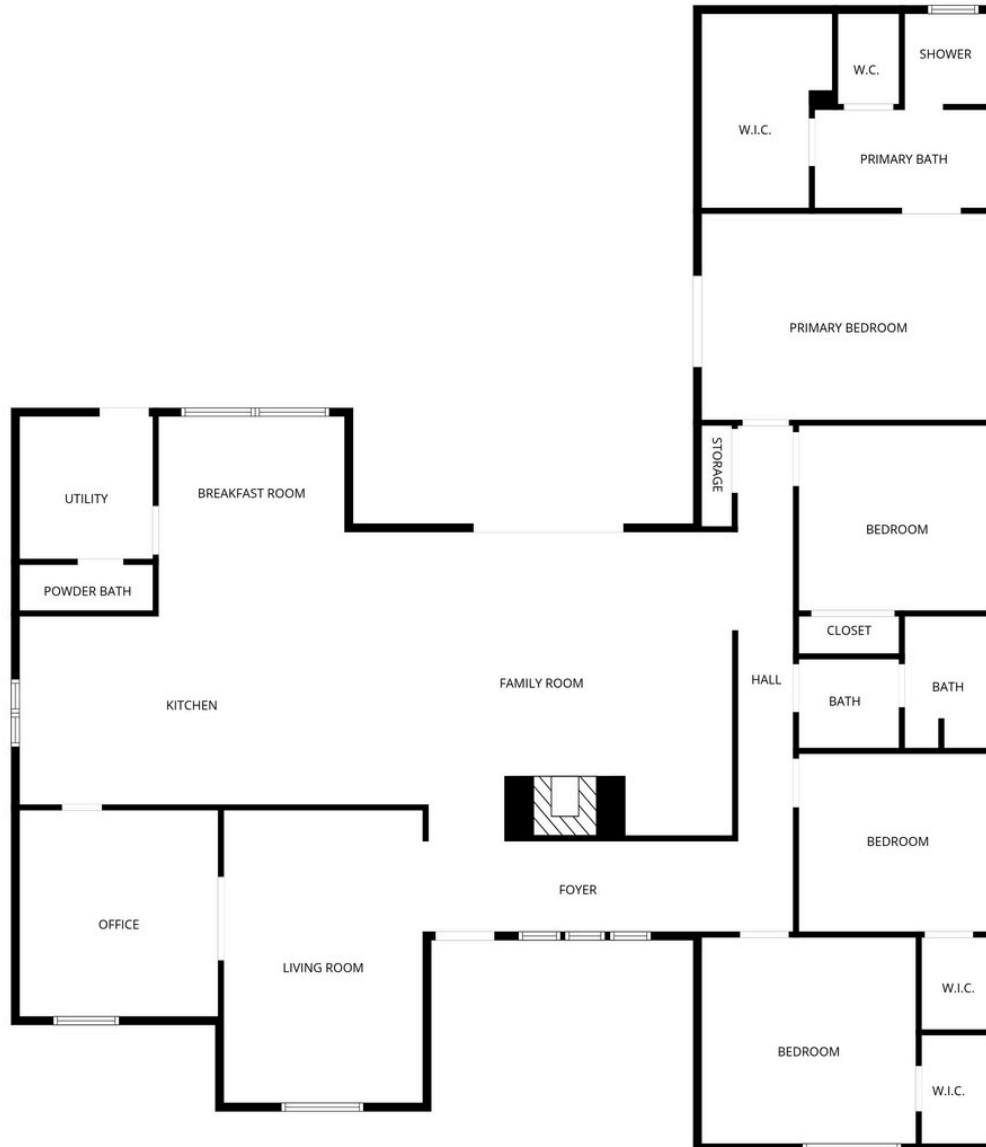 SHOWER
W.C.
W.I.C.
PRIMARY BATH
PRIMARY BEDROOM
STORAGE
BREAKFAST ROOM
UTILITY
BEDROOM
POWDER BATH
CLOSET
HALL
FAMILY ROOM
BATH
BATH
KITCHEN
BEDROOM
FOYER
OFFICE
LIVING ROOM
W.I.C.
BEDROOM
W.I.C.